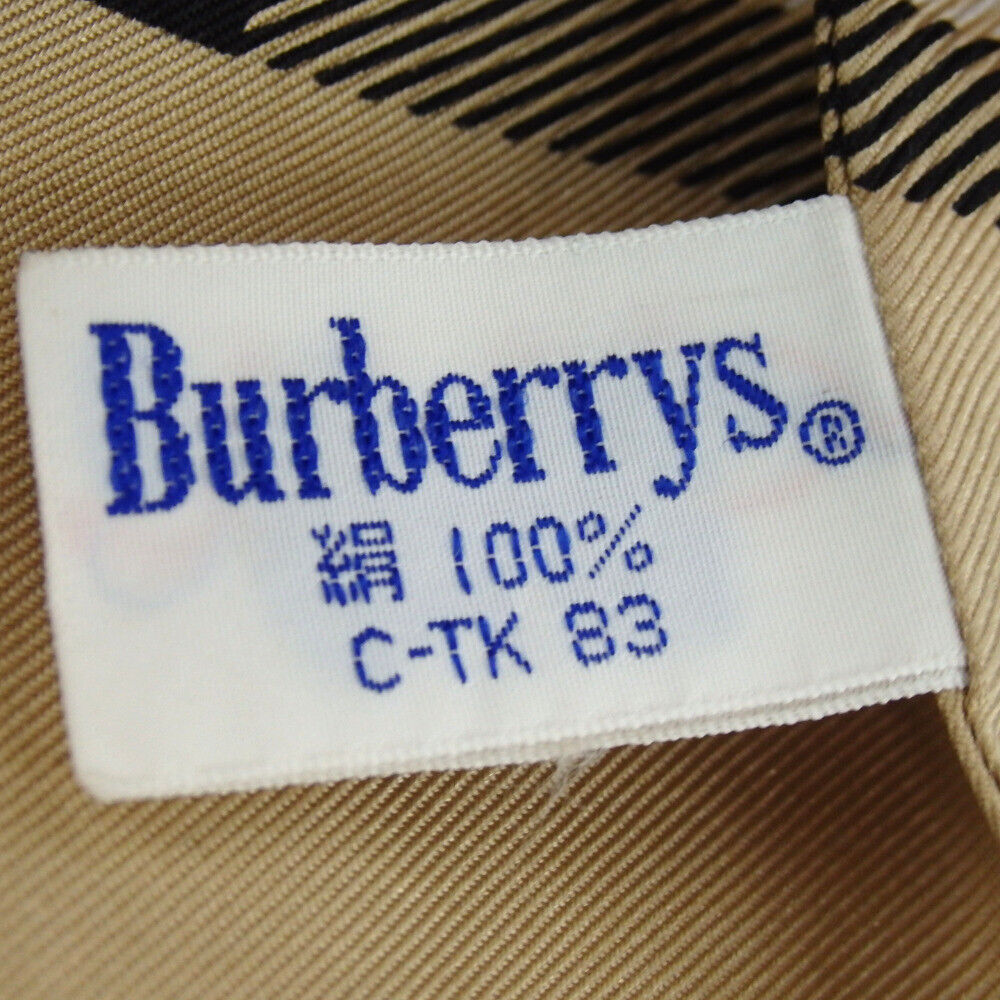 Burberrys®
絹 100%
C-TK 83